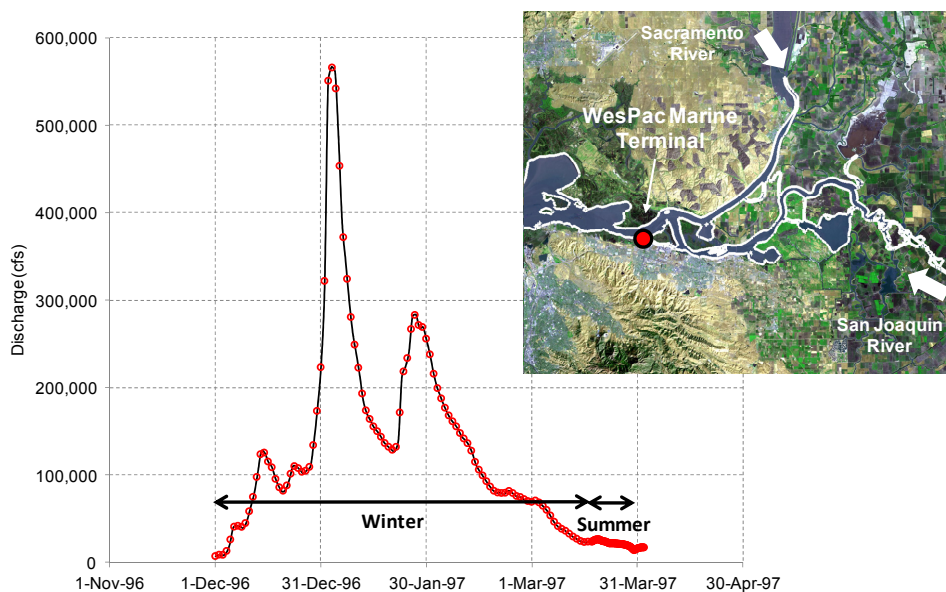 600,000
500,000
400,000
300,000
200,000
100,000
0
Discharge (cfs)
1-Nov-96
1-Dec-96
31-Dec-96
30-Jan-97
1-Mar-97
31-Mar-97
30-Apr-97
Winter
Summer
Sacramento
River
WesPac Marine
Terminal
San Joaquin
River